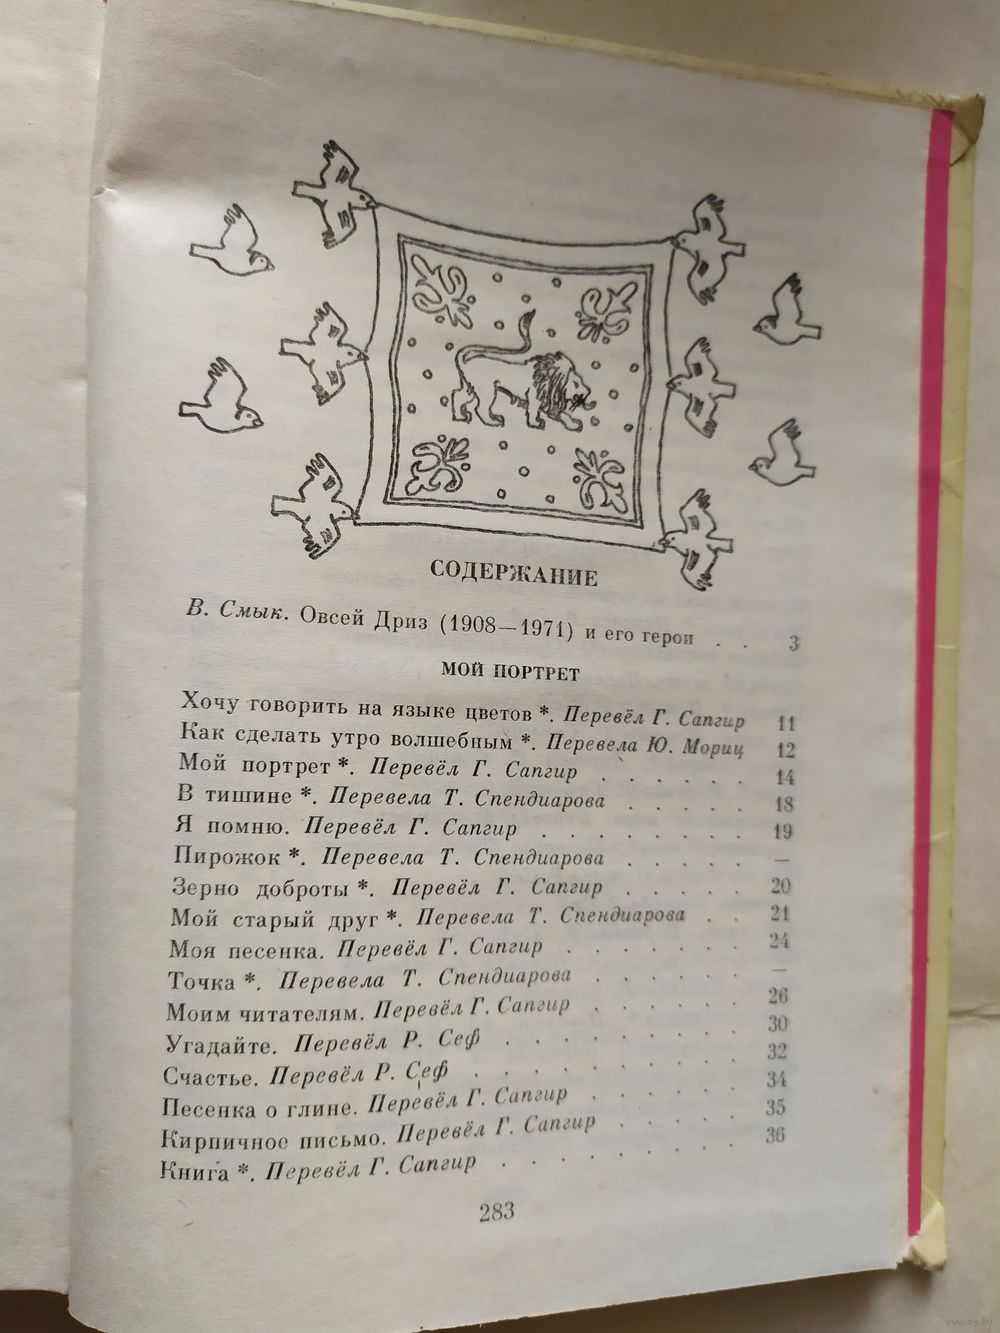 СОДЕРЖАНИЕ
В. Смык. Овсей Дриз (1908—1971) и его герои . . 3
МОЙ ПОРТРЕТ
Хочу говорить на языке цветов *. Перевёл Г. Сапгир 11
Как сделать утро волшебным *. Перевела Ю. Мориц 12
Мой портрет *. Перевёл Г. Сапгир . . . . . . 14
В тишине *. Перевела Т. Спендиарова . . . . . 18
Я помню. Перевёл Г. Сапгир . . . . . . . . 19
Пирожок *. Перевела Т. Спендиарова . . . . . —
Зерно доброты *. Перевёл Г. Сапгир . . . . . 20
Мой старый друг *. Перевела Т. Спендиарова . . 21
Моя песенка. Перевёл Г. Сапгир . . . . . . . 24
Точка *. Перевела Т. Спендиарова . . . . . . —
Моим читателям. Перевёл Г. Сапгир . . . . . . 26
Угадайте. Перевёл Р. Сеф . . . . . . . . . 30
Счастье. Перевёл Р. Сеф . . . . . . . . . . 32
Песенка о глине. Перевёл Г. Сапгир . . . . . . 34
Кирпичное письмо. Перевёл Г. Сапгир . . . . . 35
Книга *. Перевёл Г. Сапгир . . . . . . . . . 36
283
www.ay.by